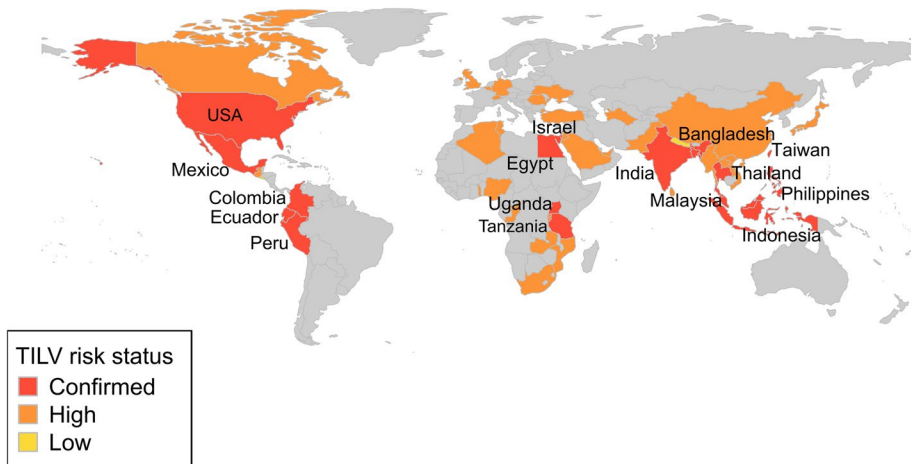 USA
Mexico
Colombia
Ecuador
Peru
Israel
Egypt
Uganda
Tanzania
Bangladesh
Taiwan
India
Thailand
Malaysia
Philippines
Indonesia
TILV risk status
Confirmed
High
Low